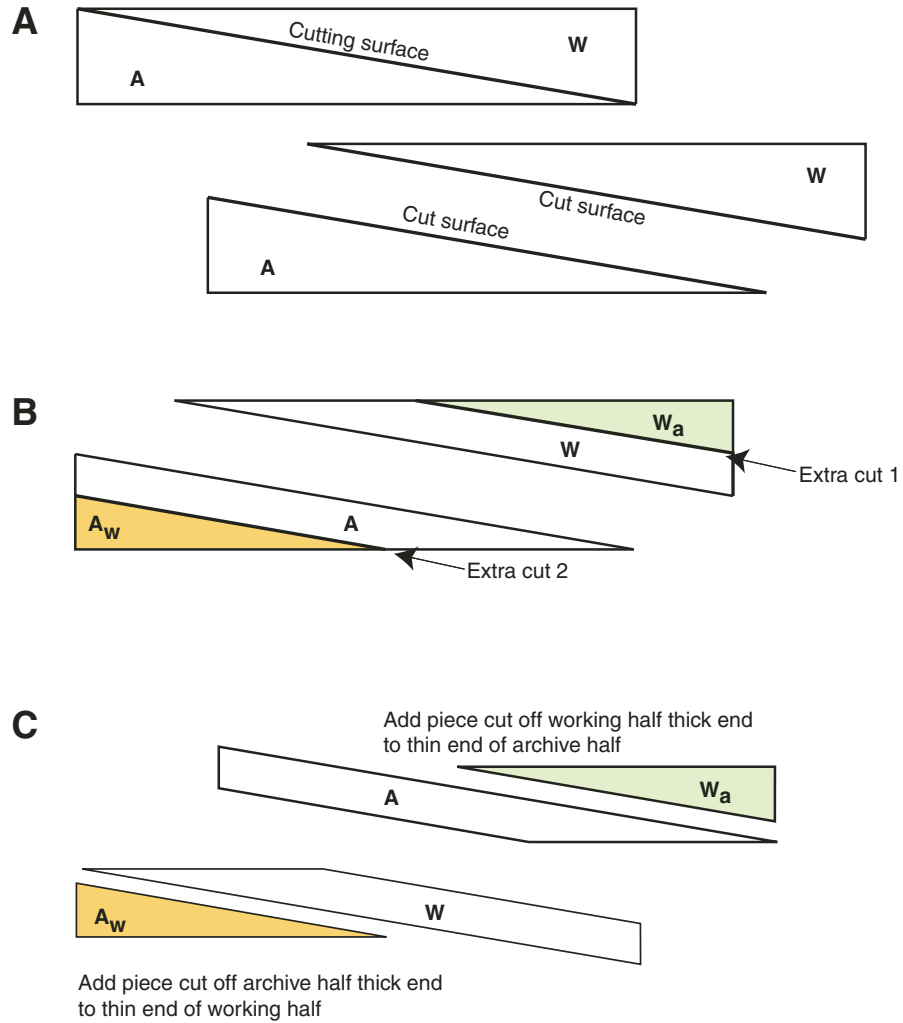 A
Cutting surface
W
A
W
Cut surface
Cut surface
A
B
Wa
W
Extra cut 1
Aw
A
Extra cut 2
C
Add piece cut off working half thick end
to thin end of archive half
Wa
A
W
Aw
Add piece cut off archive half thick end
to thin end of working half